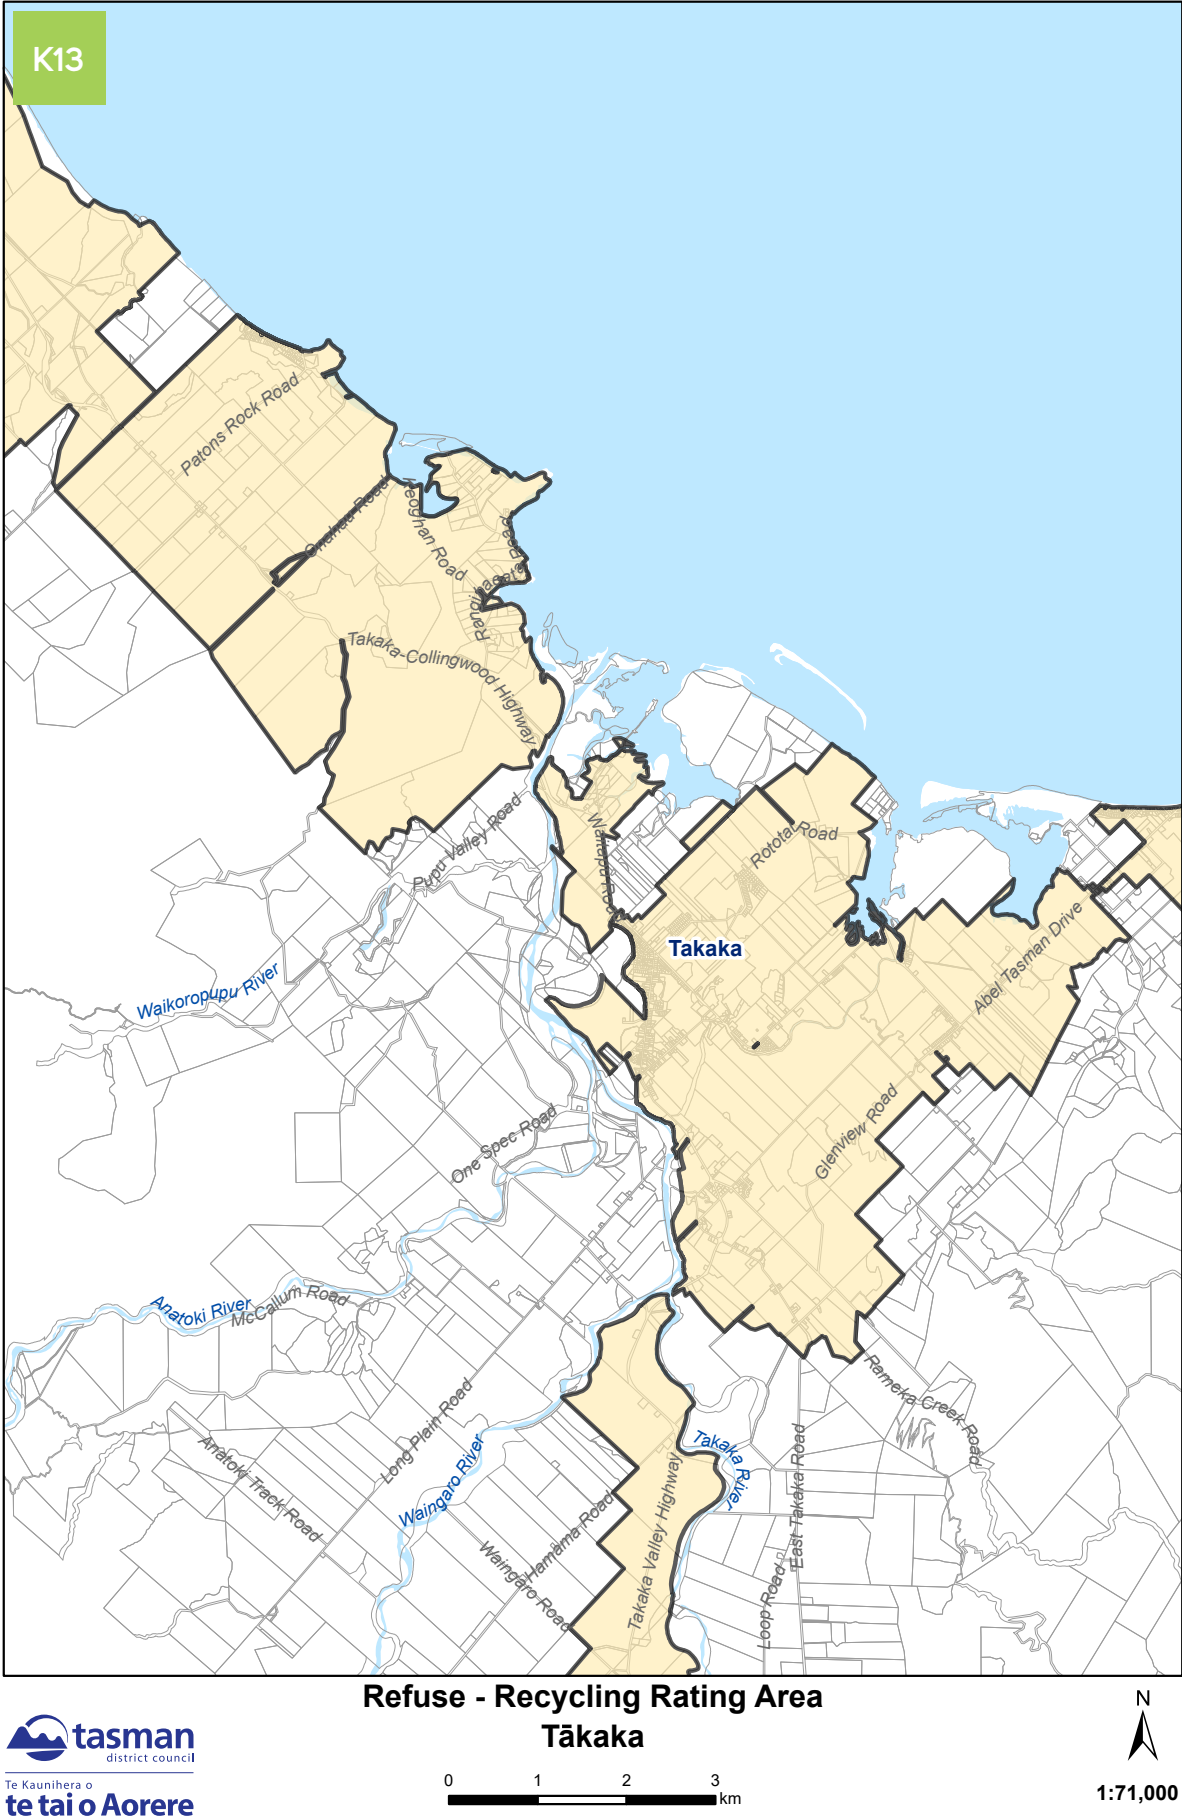 K13
Patons Rock Road
Onahau Road
Keoghan Road
Rangihaeata Road
Takaka-Collingwood Highway
Pupu Valley Road
Waitapu Road
Rototai Road
Takaka
Abel Tasman Drive
Waikoropupu River
Glenview Road
One Spec Road
Anatoki River
McCallum Road
Rameka Creek Road
Long Plain Road
Anatoki Track Road
Waingaro River
Takaka River
Takaka Valley Highway
East Takaka Road
Hamama Road
Waingaro Road
Loop Road
Refuse - Recycling Rating Area
Tākaka
tasman
district council
Te Kaunihera o
te tai o Aorere
0 1 2 3
km
N
1:71,000